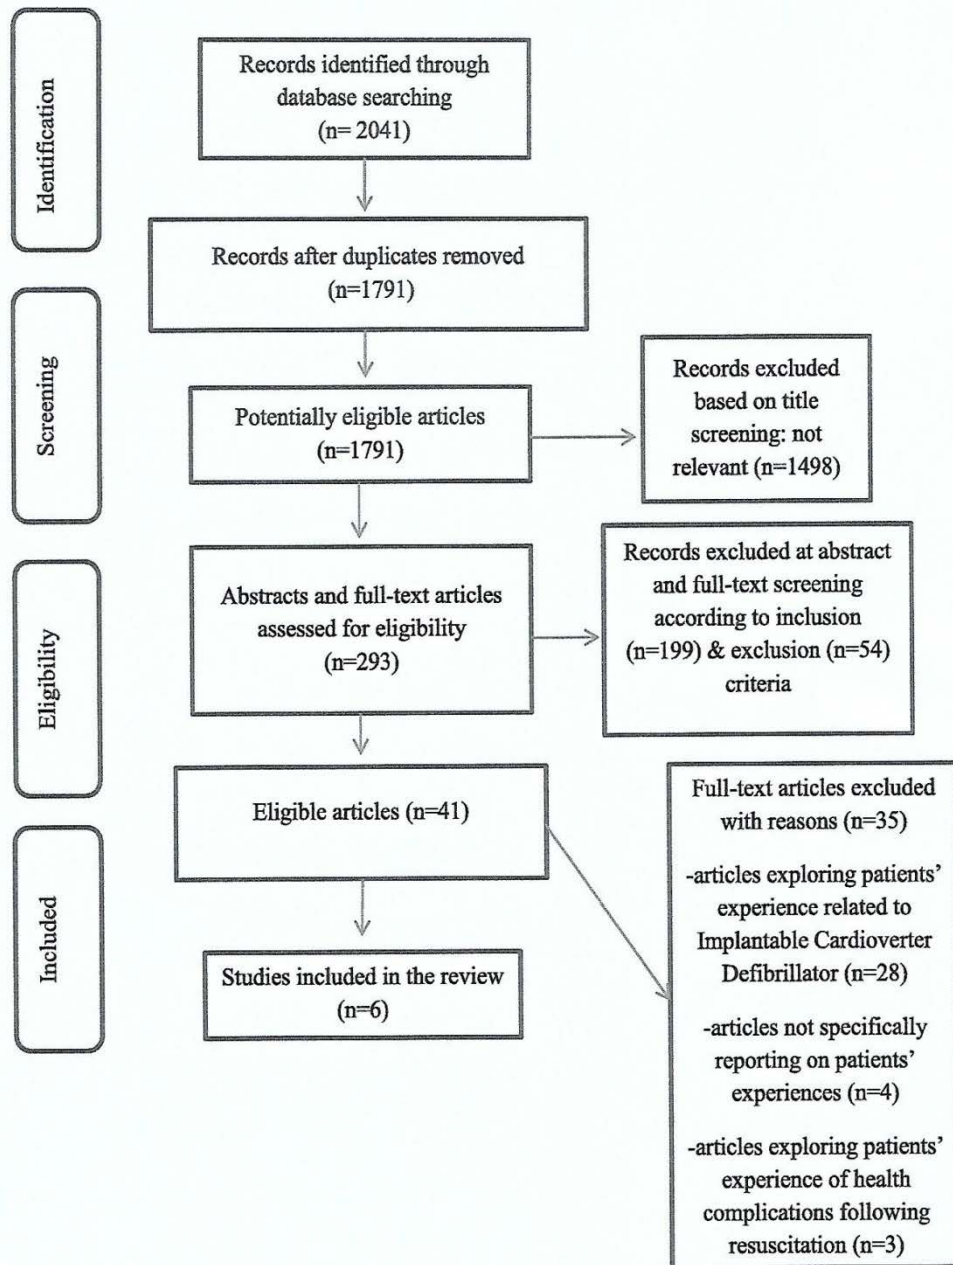 Identification
Records identified through
database searching
(n= 2041)
Records after duplicates removed
(n=1791)
Screening
Potentially eligible articles
(n=1791)
Records excluded
based on title
screening: not
relevant (n=1498)
Eligibility
Abstracts and full-text articles
assessed for eligibility
(n=293)
Records excluded at abstract
and full-text screening
according to inclusion
(n=199) & exclusion (n=54)
criteria
Eligible articles (n=41)
Full-text articles excluded
with reasons (n=35)
-articles exploring patients’
experience related to
Implantable Cardioverter
Defibrillator (n=28)
-articles not specifically
reporting on patients’
experiences (n=4)
-articles exploring patients’
experience of health
complications following
resuscitation (n=3)
Included
Studies included in the review
(n=6)